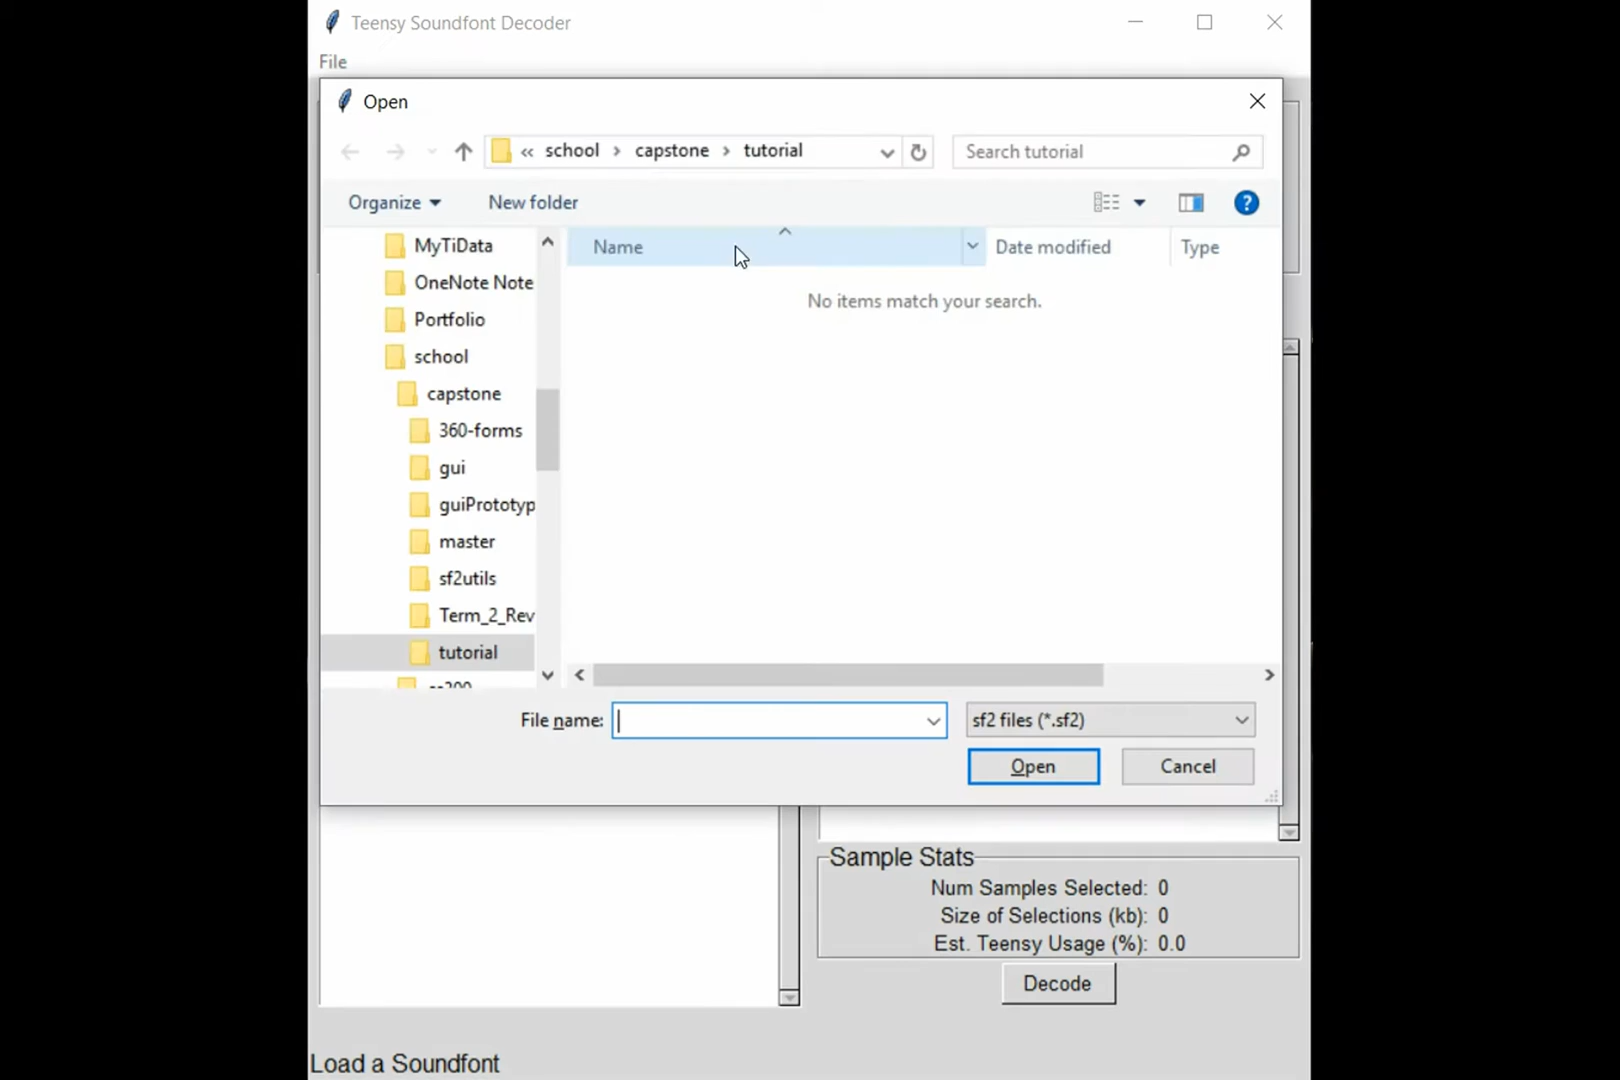 Teensy Soundfont Decoder
File
Open
« school › capstone › tutorial
Search tutorial
Organize
New folder
?
MyTiData
OneNote Note
Portfolio
school
capstone
360-forms
gui
guiPrototyp
master
sf2utils
Term_2_Rev
tutorial
Name
Date modified
Type
No items match your search.
File name:
sf2 files (*.sf2)
Open
Cancel
Sample Stats
Num Samples Selected: 0
Size of Selections (kb): 0
Est. Teensy Usage (%): 0.0
Decode
Load a Soundfont